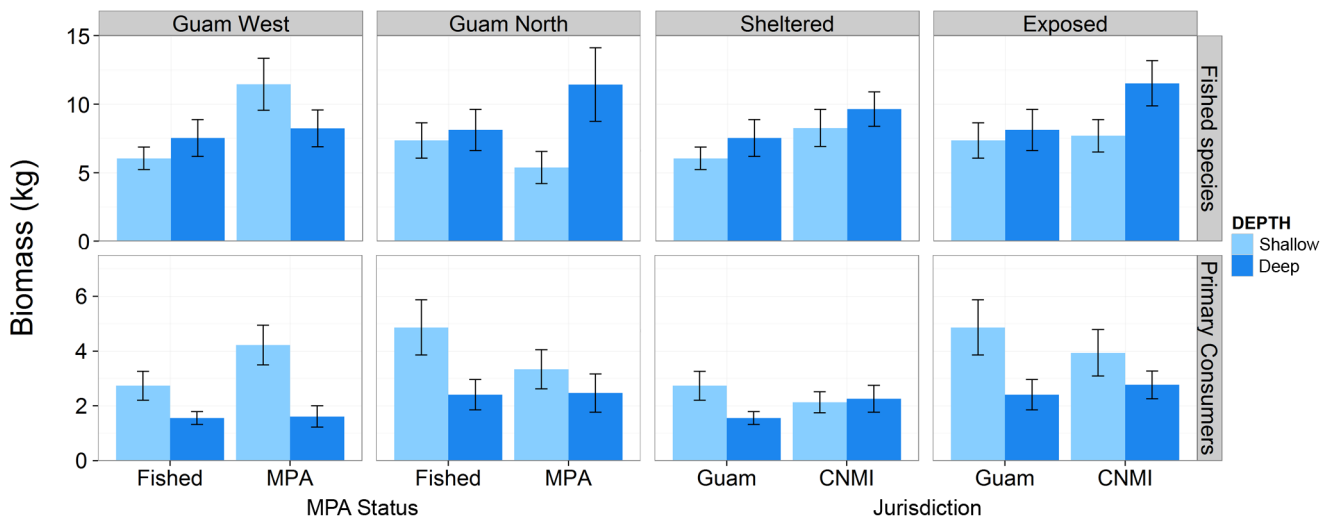 Guam West Guam North Sheltered Exposed
Biomass (kg)
15
10
5
0
Fished species
6
4
2
0
Primary Consumers
DEPTH
Shallow
Deep
Fished MPA Fished MPA Guam CNMI Guam CNMI
MPA Status Jurisdiction